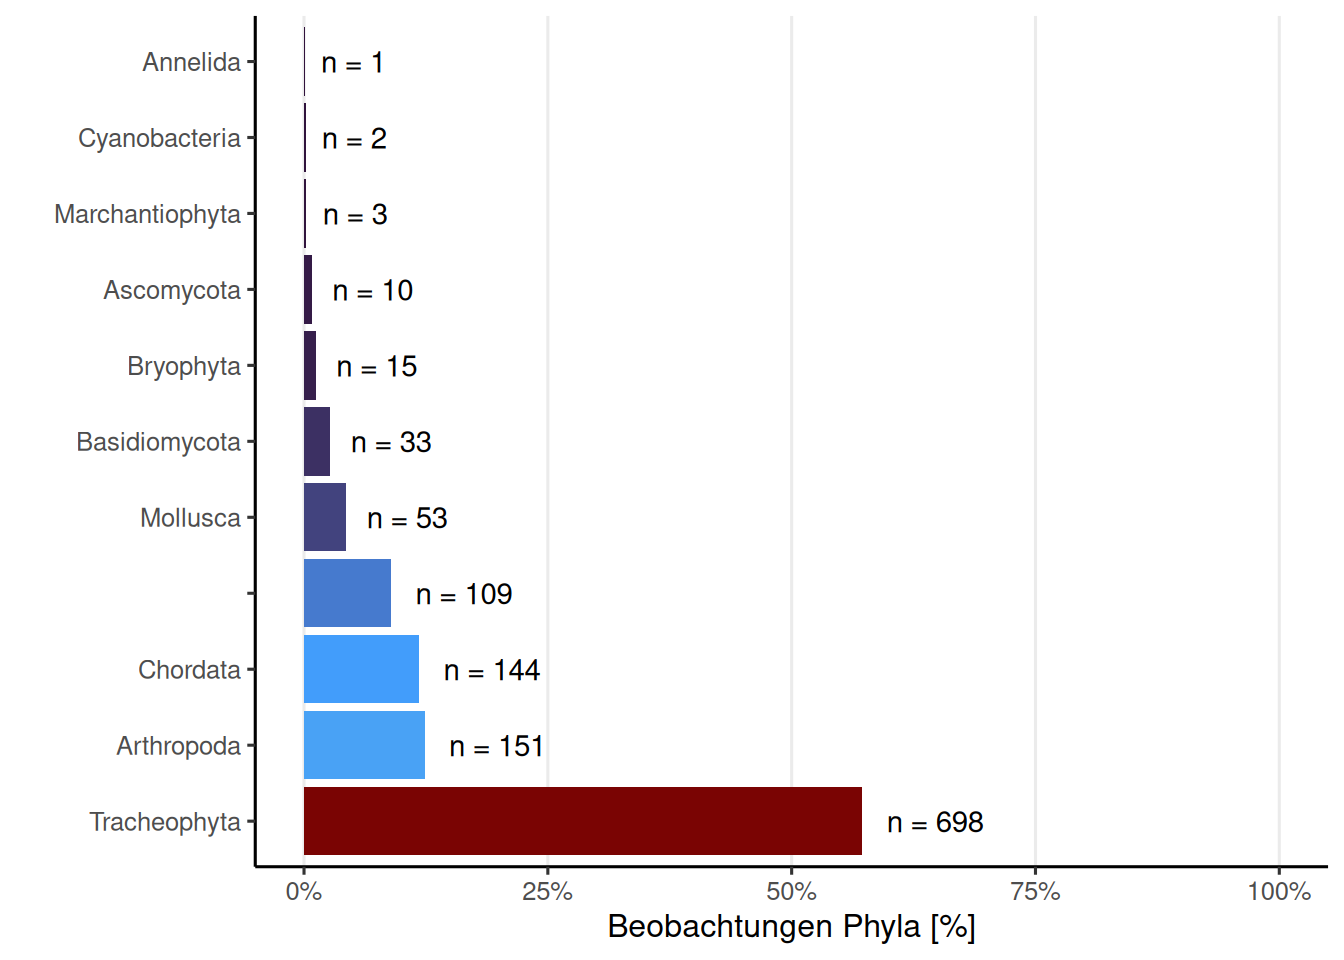 Annelida n = 1
Cyanobacteria n = 2
Marchantiophyta n = 3
Ascomycota n = 10
Bryophyta n = 15
Basidiomycota n = 33
Mollusca n = 53
n = 109
Chordata n = 144
Arthropoda n = 151
Tracheophyta n = 698
0% 25% 50% 75% 100%
Beobachtungen Phyla [%]